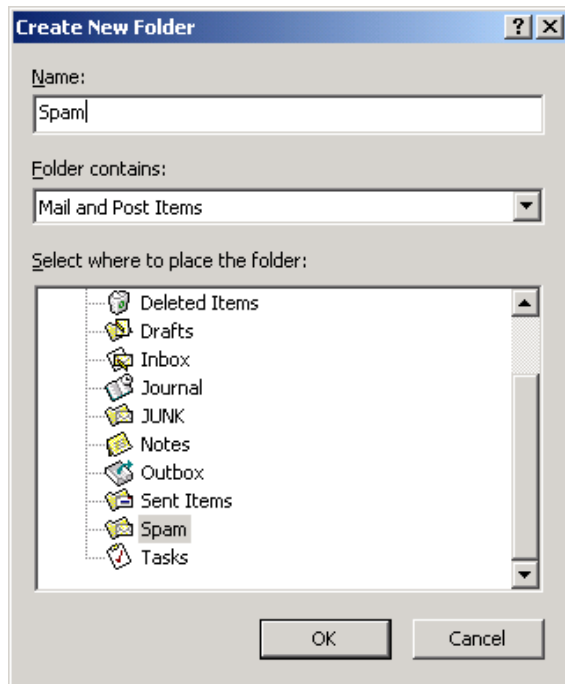 Create New Folder
Name:
Spam
Folder contains:
Mail and Post Items
Select where to place the folder:
Deleted Items
Drafts
Inbox
Journal
JUNK
Notes
Outbox
Sent Items
Spam
Tasks
OK Cancel